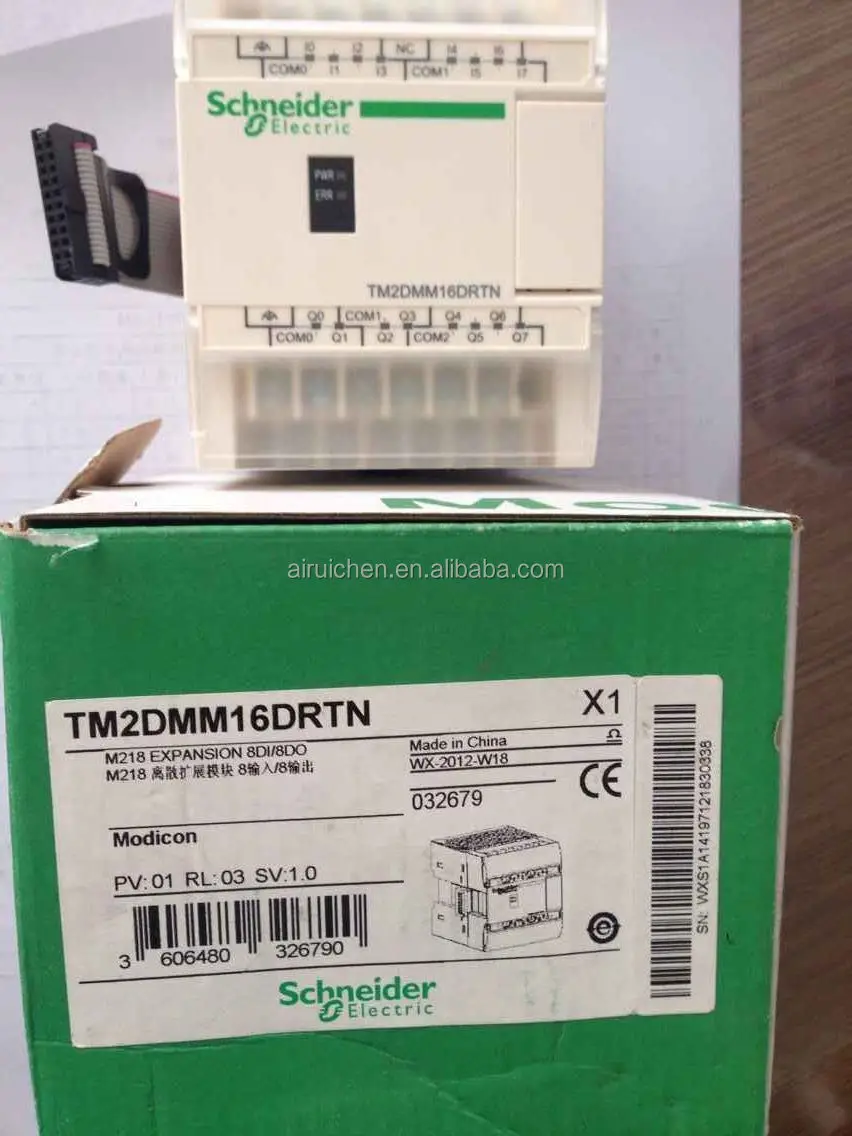 I0 I2 NC I4 I6
COM0 I1 I3 COM1 I5 I7
Schneider
Electric
PWR
ERR
TM2DMM16DRTN
Q0 COM1 Q3 Q4 Q6
COM0 Q1 Q2 COM2 Q5 Q7
airuichen.en.alibaba.com
TM2DMM16DRTN
X1
M218 EXPANSION 8DI/8DO
M218 离散扩展模块 8输入/8输出
Made in China
WX-2012-W18
032679
CE
Modicon
PV:01 RL:03 SV:1.0
3 606480 326790
Schneider
Electric
SN: WXS1A14197121830338